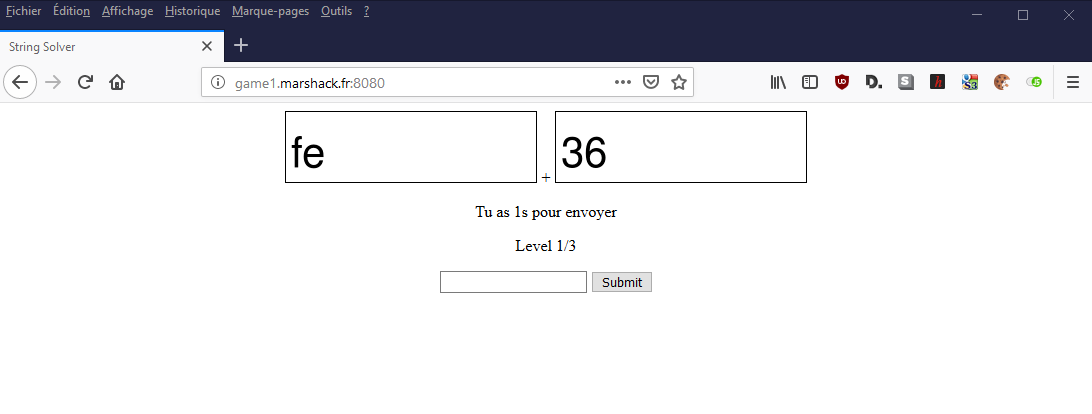 Fichier Édition Affichage Historique Marque-pages Outils ?
String Solver
game1.marshack.fr:8080
fe + 36
Tu as 1s pour envoyer
Level 1/3
Submit